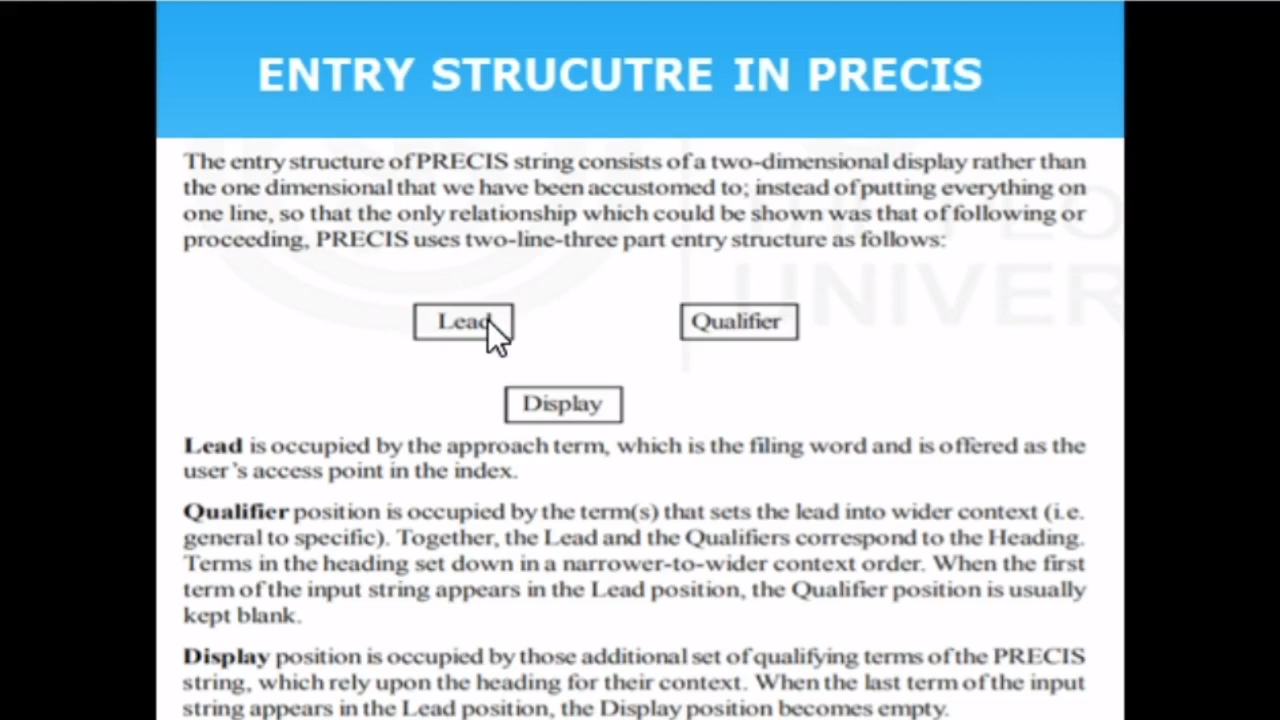 ENTRY STRUCUTRE IN PRECIS
The entry structure of PRECIS string consists of a two-dimensional display rather than
the one dimensional that we have been accustomed to; instead of putting everything on
one line, so that the only relationship which could be shown was that of following or
proceeding, PRECIS uses two-line-three part entry structure as follows:
Lead Qualifier
Display
Lead is occupied by the approach term, which is the filing word and is offered as the
user's access point in the index.
Qualifier position is occupied by the term(s) that sets the lead into wider context (i.e.
general to specific). Together, the Lead and the Qualifiers correspond to the Heading.
Terms in the heading set down in a narrower-to-wider context order. When the first
term of the input string appears in the Lead position, the Qualifier position is usually
kept blank.
Display position is occupied by those additional set of qualifying terms of the PRECIS
string, which rely upon the heading for their context. When the last term of the input
string appears in the Lead position, the Display position becomes empty.